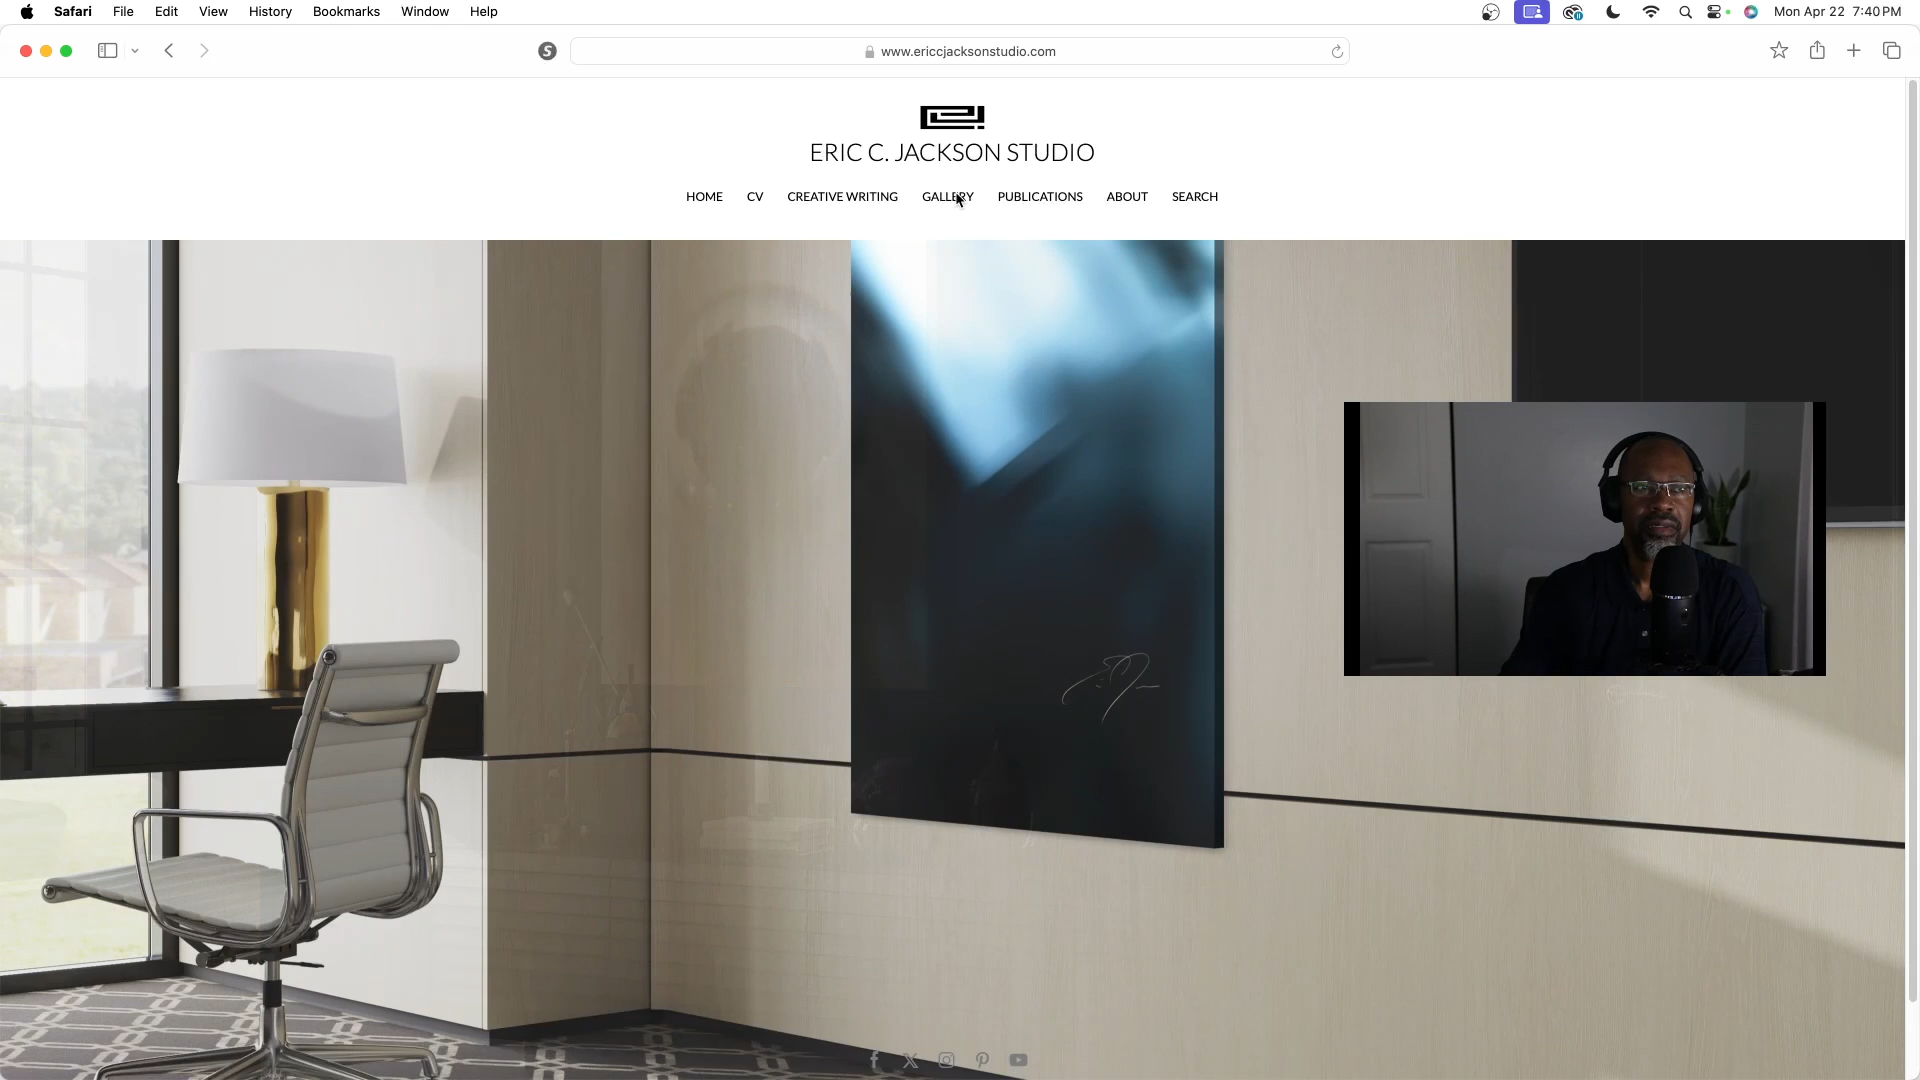 Safari File Edit View History Bookmarks Window Help Mon Apr 22 7:40 PM
www.ericcjacksonstudio.com
ERIC C. JACKSON STUDIO
HOME CV CREATIVE WRITING GALLERY PUBLICATIONS ABOUT SEARCH